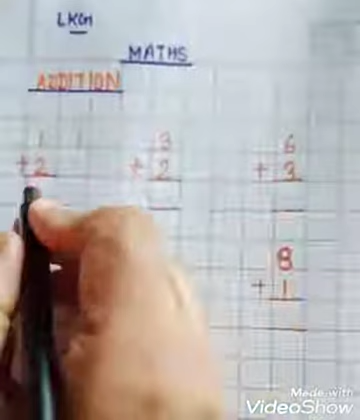 LKG
MATHS
ADDITION
1 3 6
+2 +2 +3
8
+1
Made with
VideoShow